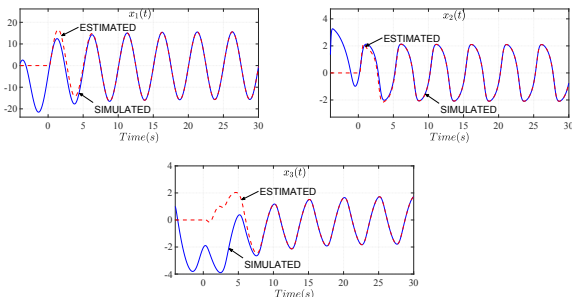 x₁(t)
ESTIMATED
SIMULATED
20
10
0
-10
-20
0 5 10 15 20 25 30
Time(s)
x₂(t)
ESTIMATED
SIMULATED
4
2
0
-2
0 5 10 15 20 25 30
Time(s)
x₃(t)
ESTIMATED
SIMULATED
4
2
0
-2
-4
0 5 10 15 20 25 30
Time(s)